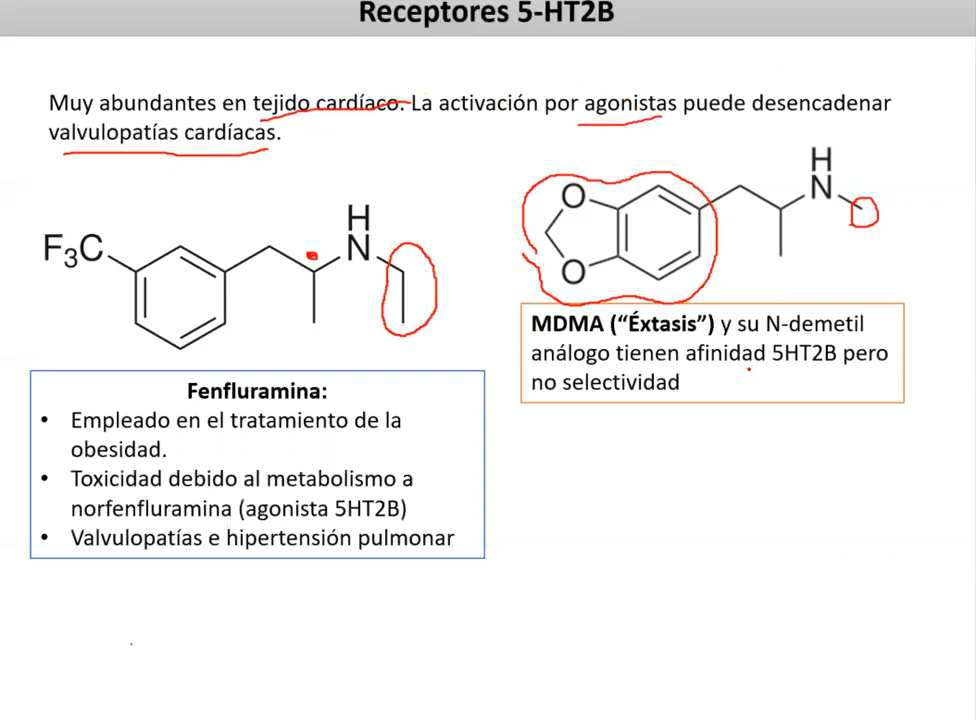 Receptores 5-HT2B
Muy abundantes en tejido cardíaco. La activación por agonistas puede desencadenar
valvulopatías cardíacas.
F₃C
H
N
O
O
H
N
Fenfluramina:
• Empleado en el tratamiento de la
obesidad.
• Toxicidad debido al metabolismo a
norfenfluramina (agonista 5HT2B)
• Valvulopatías e hipertensión pulmonar
MDMA (“Éxtasis”) y su N-demetil
análogo tienen afinidad 5HT2B pero
no selectividad